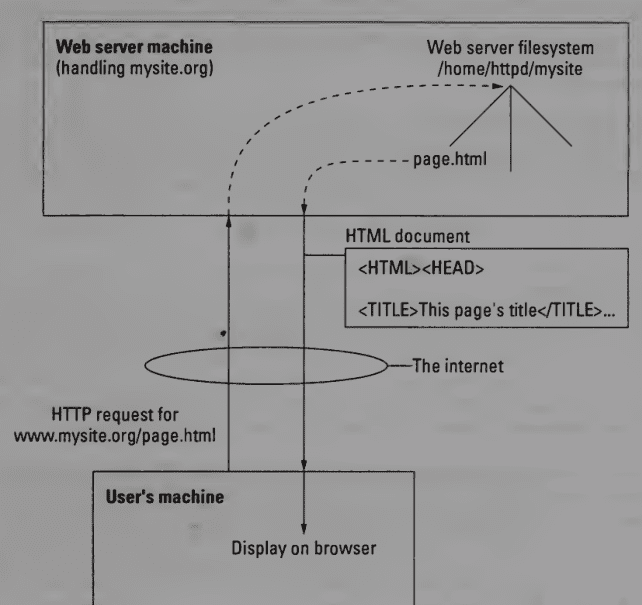 Web server machine
(handling mysite.org)
Web server filesystem
/home/httpd/mysite
page.html
HTML document
<HTML><HEAD>
<TITLE>This page's title</TITLE>...
The internet
HTTP request for
www.mysite.org/page.html
User's machine
Display on browser